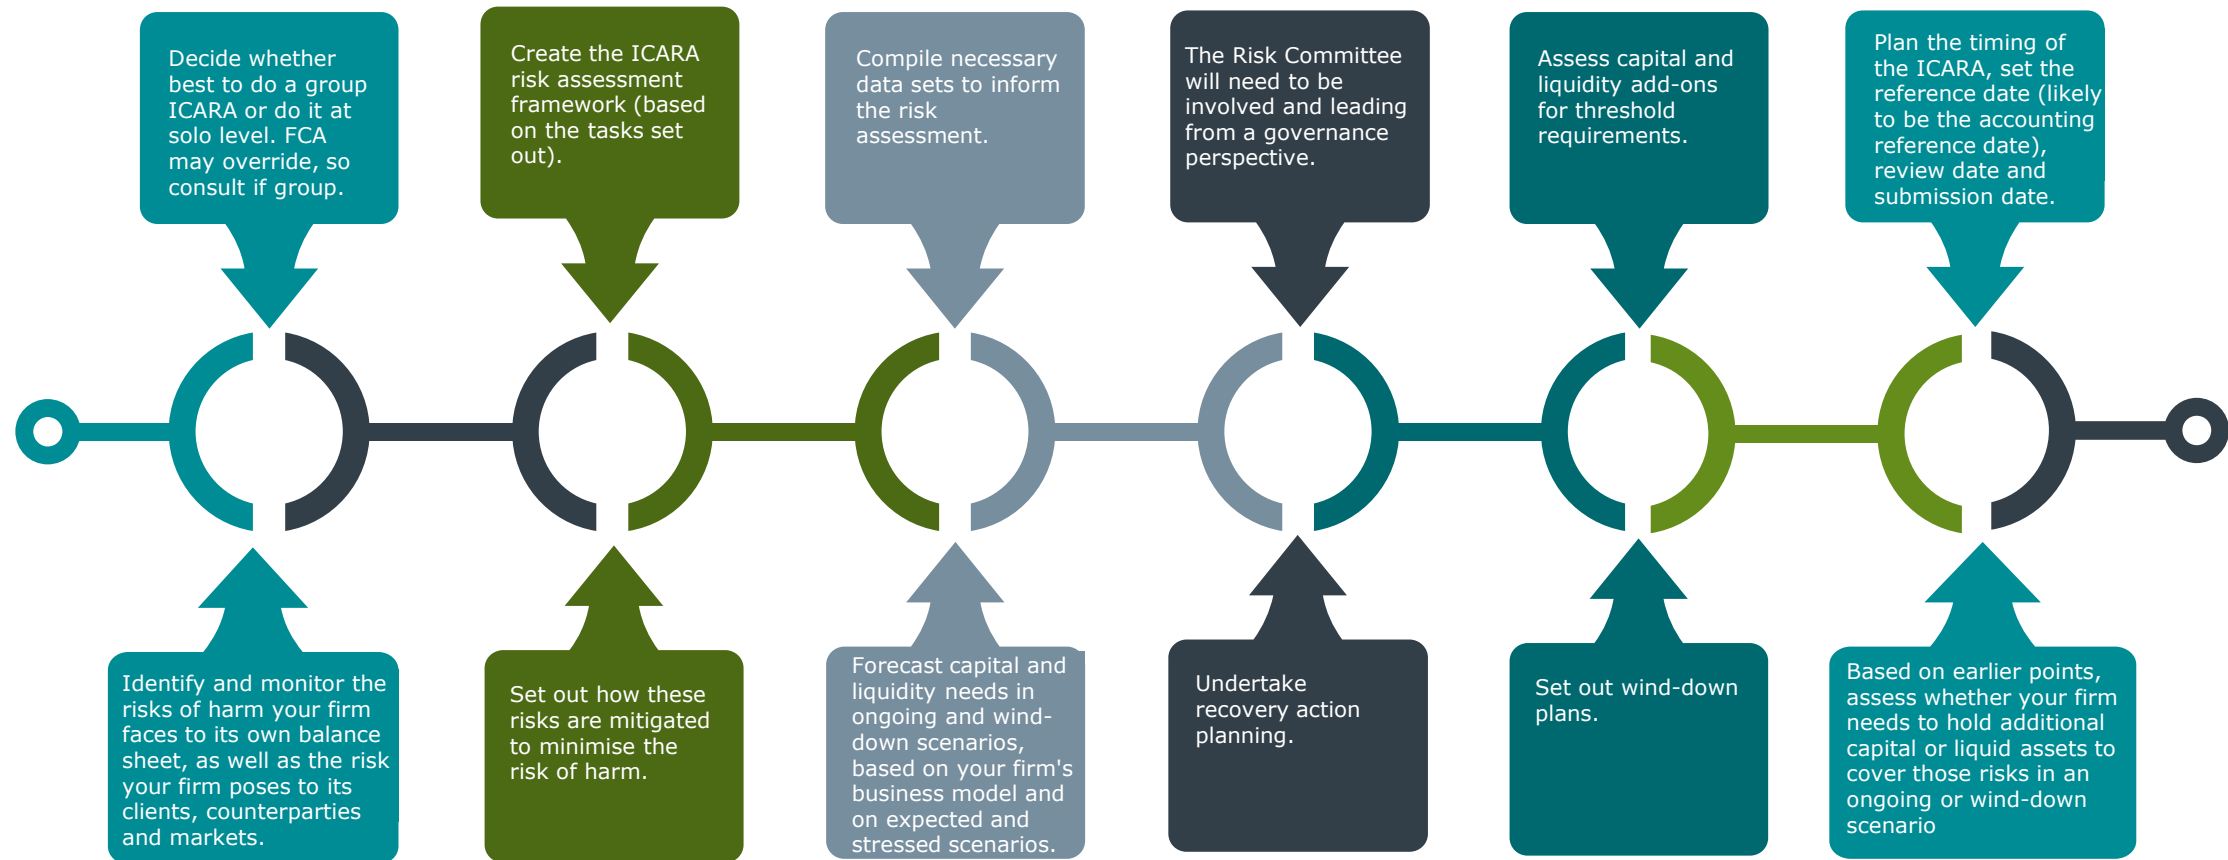 Decide whether
best to do a group
ICARA or do it at
solo level. FCA
may override, so
consult if group.
Create the ICARA
risk assessment
framework (based
on the tasks set
out).
Compile necessary
data sets to inform
the risk
assessment.
The Risk Committee
will need to be
involved and leading
from a governance
perspective.
Assess capital and
liquidity add-ons
for threshold
requirements.
Plan the timing of
the ICARA, set the
reference date (likely
to be the accounting
reference date),
review date and
submission date.
Identify and monitor the
risks of harm your firm
faces to its own balance
sheet, as well as the risk
your firm poses to its
clients, counterparties
and markets.
Set out how these
risks are mitigated
to minimise the
risk of harm.
Forecast capital and
liquidity needs in
ongoing and wind-
down scenarios,
based on your firm's
business model and
on expected and
stressed scenarios.
Undertake
recovery action
planning.
Set out wind-down
plans.
Based on earlier points,
assess whether your firm
needs to hold additional
capital or liquid assets to
cover those risks in an
ongoing or wind-down
scenario